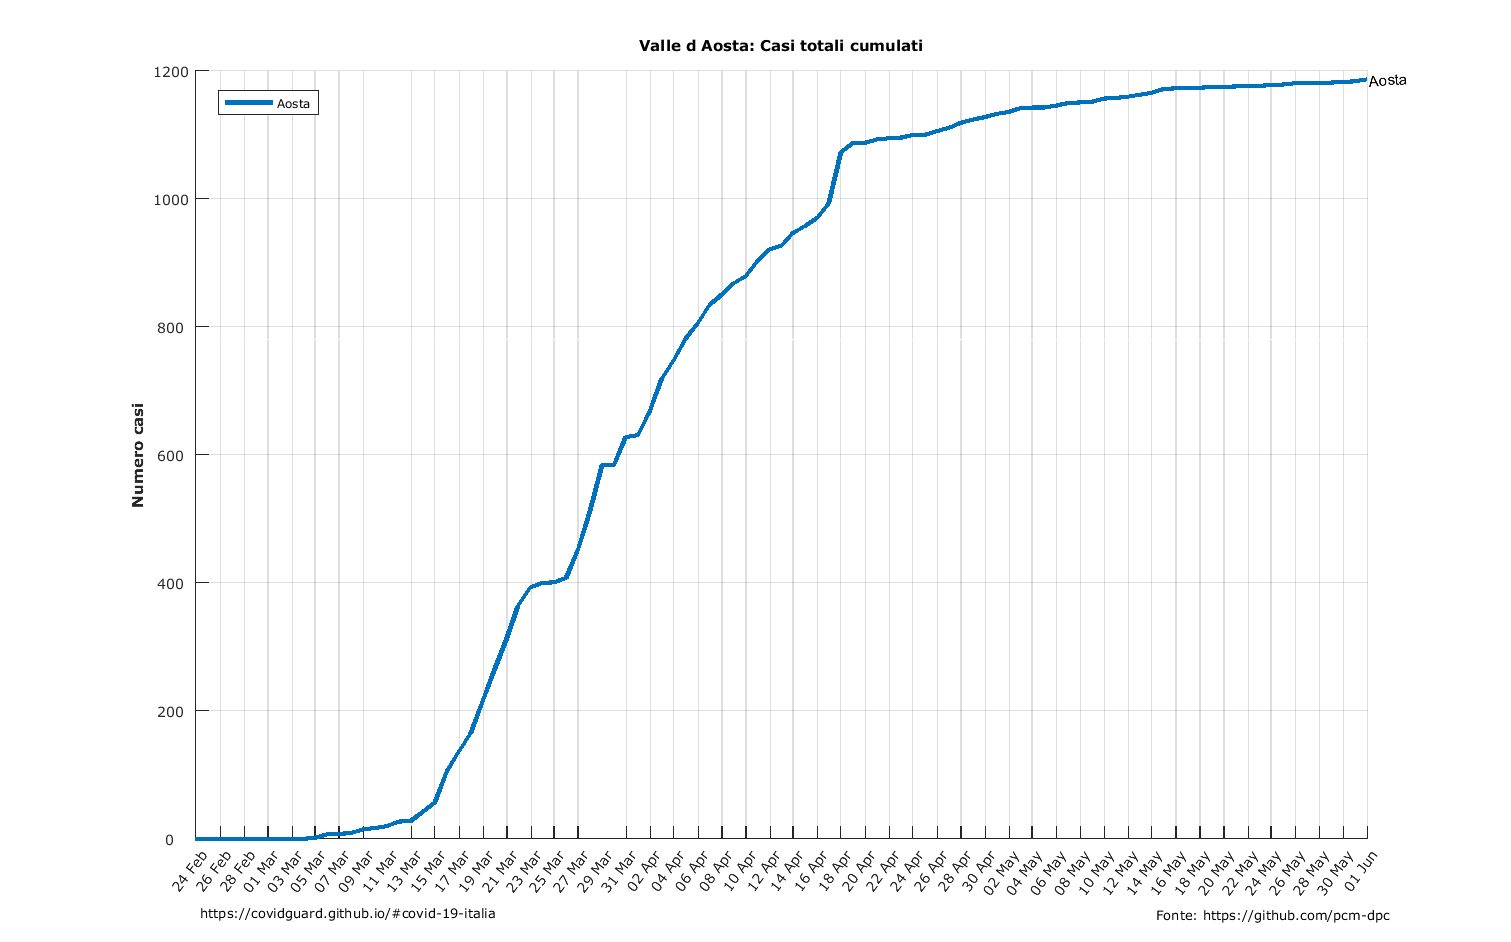 Valle d Aosta: Casi totali cumulati
Aosta
Aosta
Numero casi
1200
1000
800
600
400
200
0
24 Feb
26 Feb
28 Feb
01 Mar
03 Mar
05 Mar
07 Mar
09 Mar
11 Mar
13 Mar
15 Mar
17 Mar
19 Mar
21 Mar
23 Mar
25 Mar
27 Mar
29 Mar
31 Mar
02 Apr
04 Apr
06 Apr
08 Apr
10 Apr
12 Apr
14 Apr
16 Apr
18 Apr
20 Apr
22 Apr
24 Apr
26 Apr
28 Apr
30 Apr
02 May
04 May
06 May
08 May
10 May
12 May
14 May
16 May
18 May
20 May
22 May
24 May
26 May
28 May
30 May
01 Jun
https://covidguard.github.io/#covid-19-italia
Fonte: https://github.com/pcm-dpc